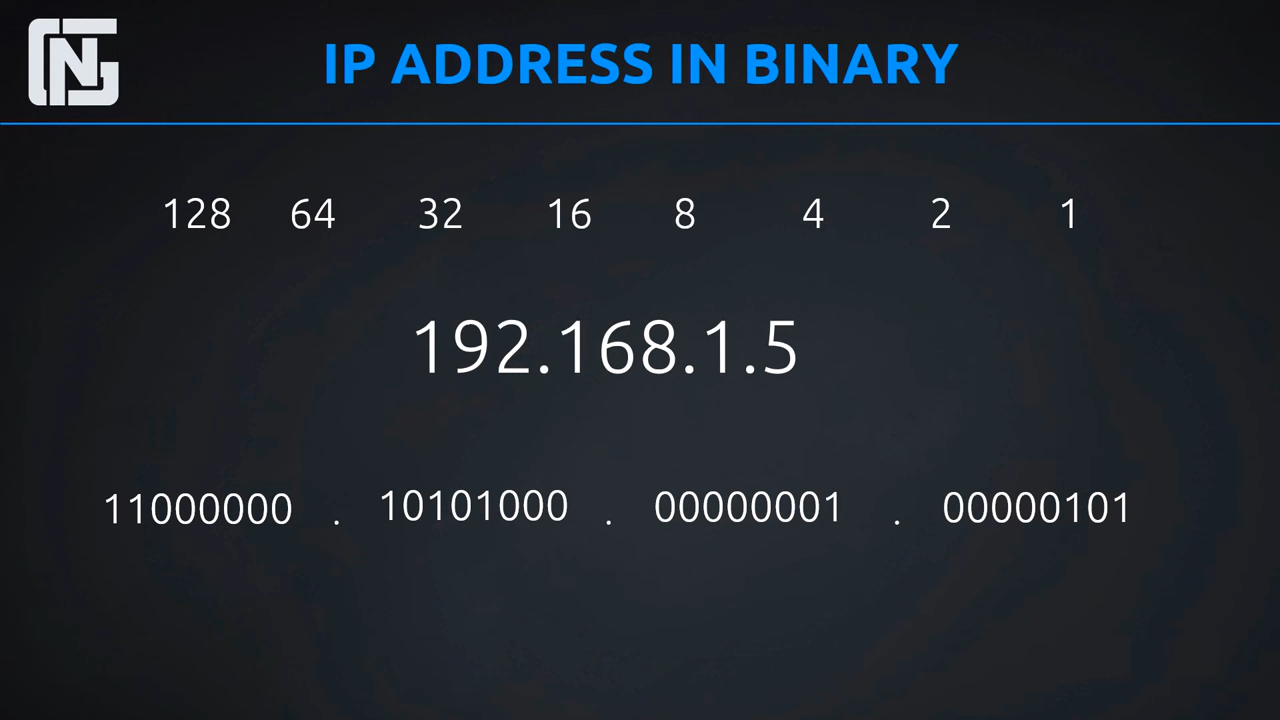 IP ADDRESS IN BINARY
128 64 32 16 8 4 2 1
192.168.1.5
11000000 . 10101000 . 00000001 . 00000101